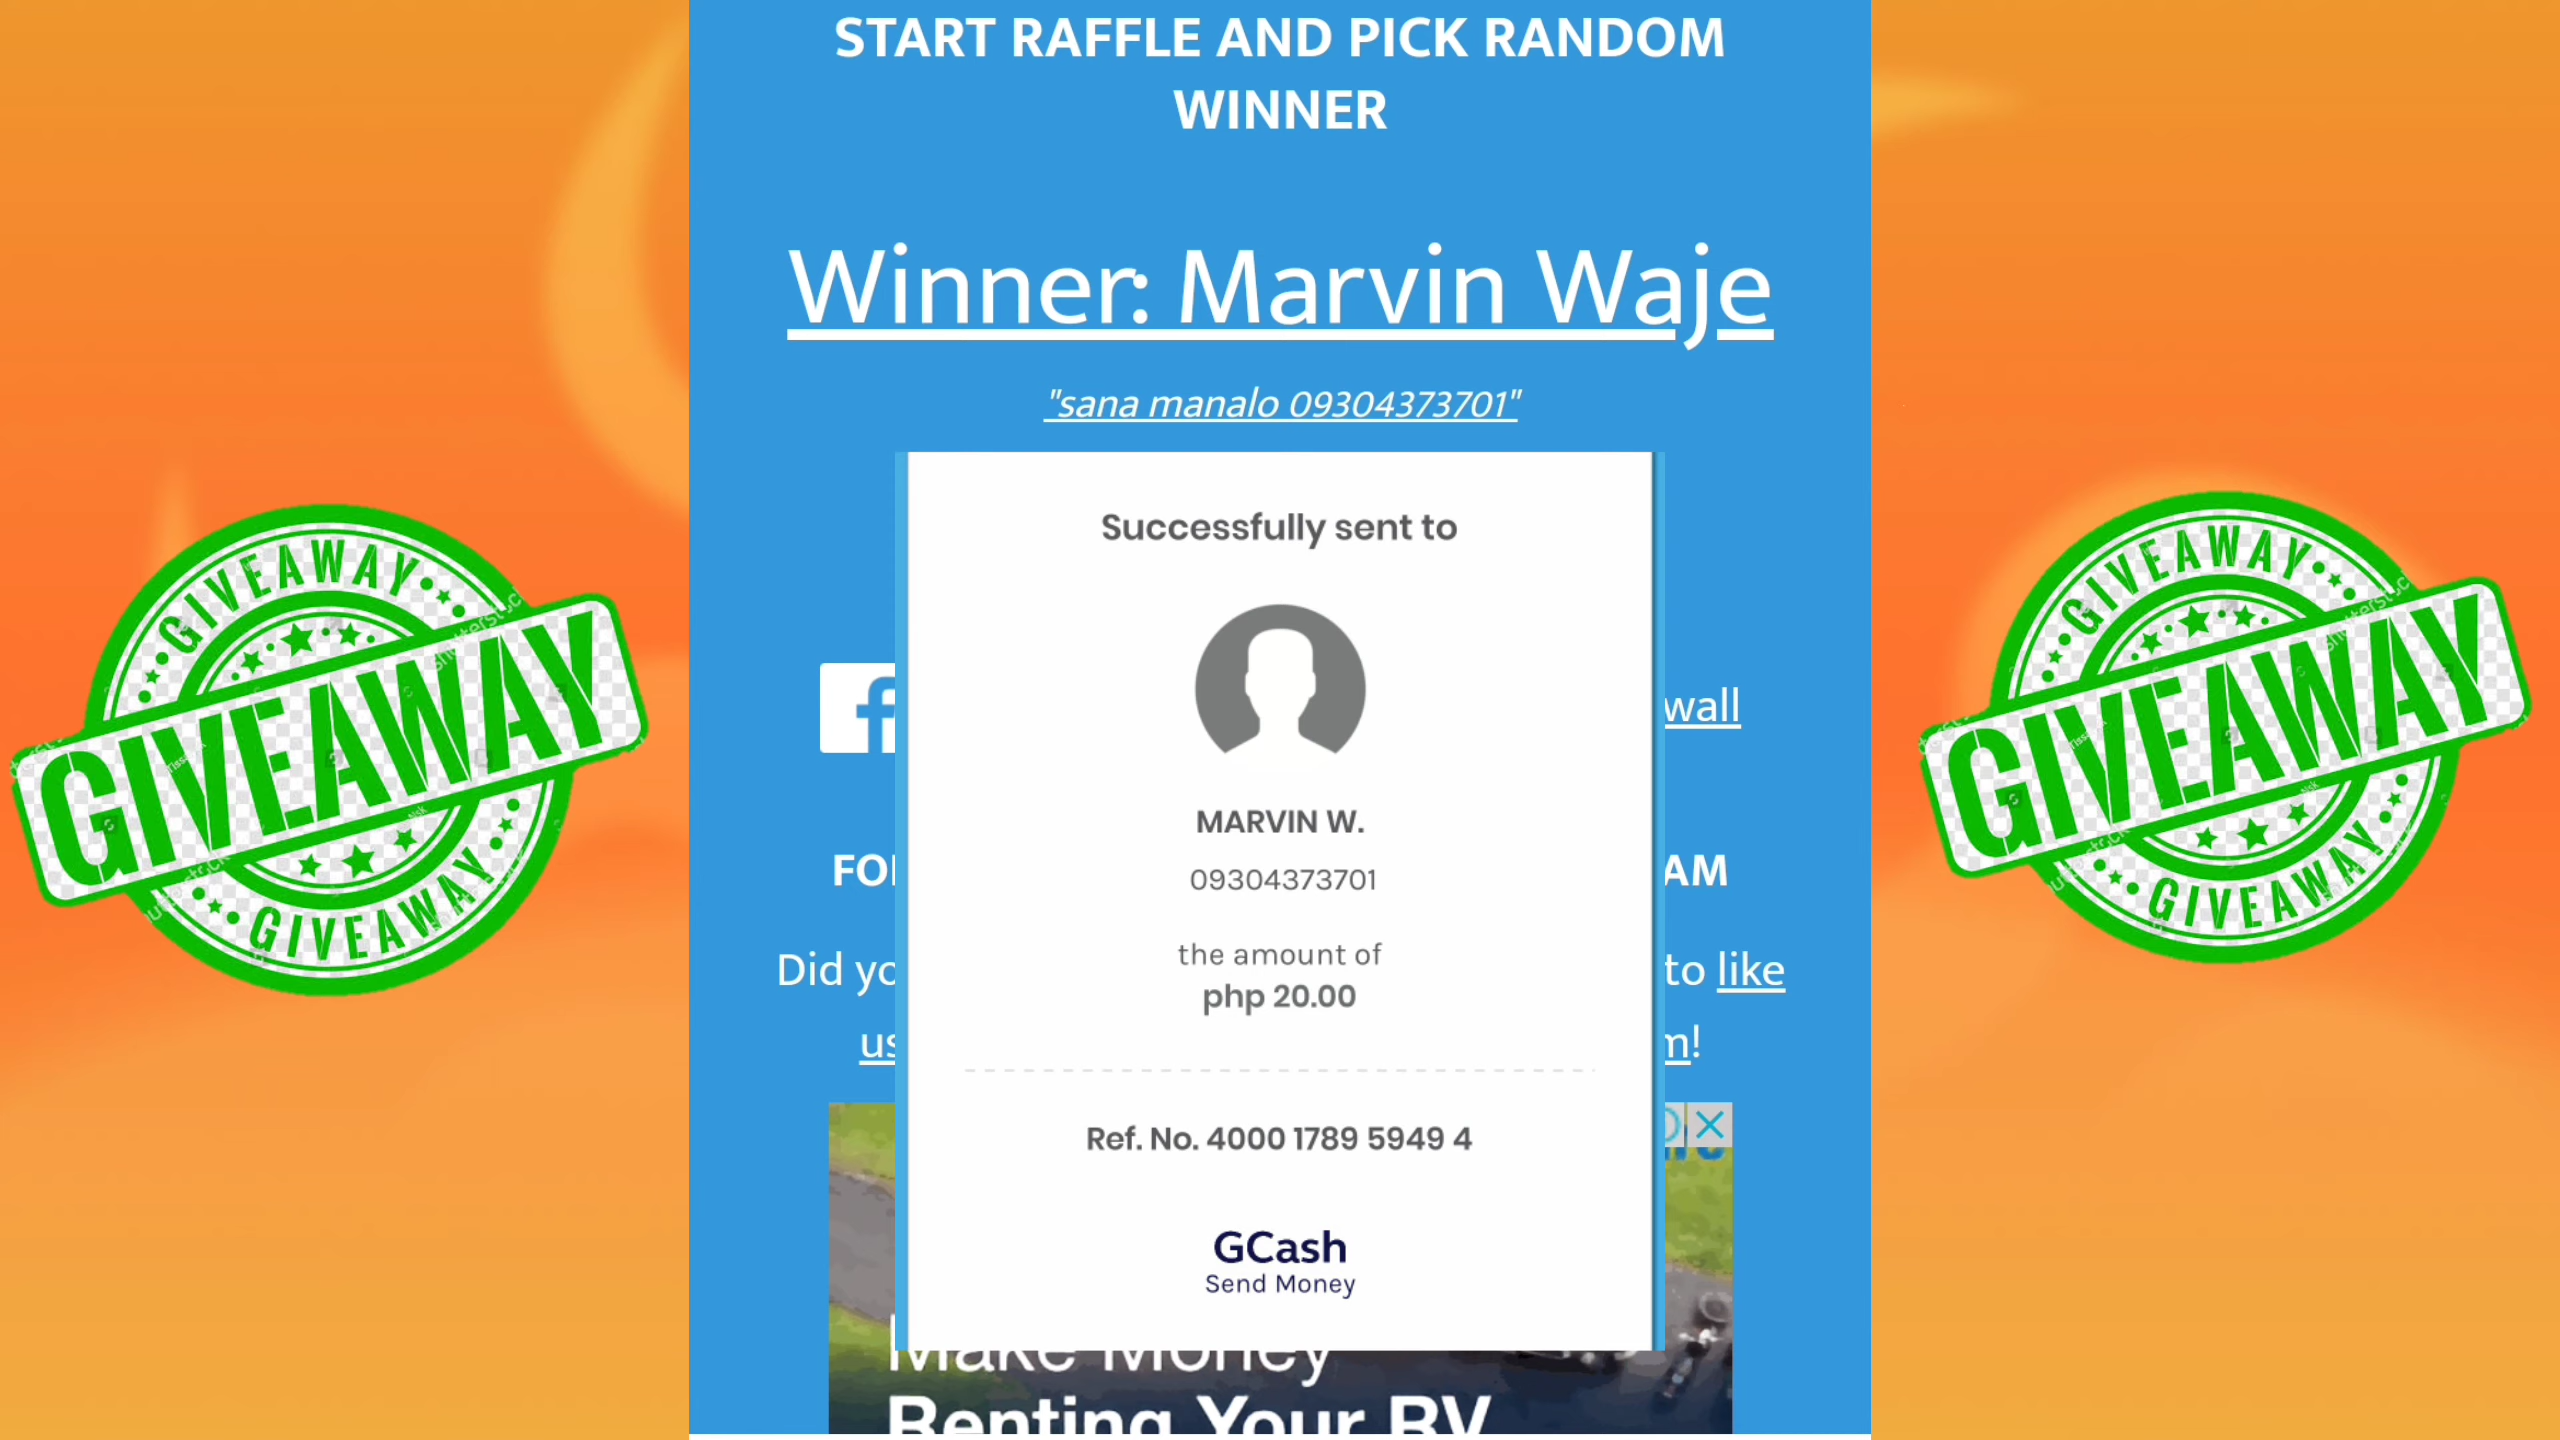 START RAFFLE AND PICK RANDOM
WINNER
Winner: Marvin Waje
"sana manalo 09304373701"
Successfully sent to
wall
MARVIN W.
09304373701
FO AM
the amount of
Did yo to like
php 20.00
us m!
Ref. No. 4000 1789 5949 4
GCash
Send Money
Make Money
Renting Your RV
GIVEAWAY
GIVEAWAY
GIVEAWAY
GIVEAWAY
GIVEAWAY
GIVEAWAY